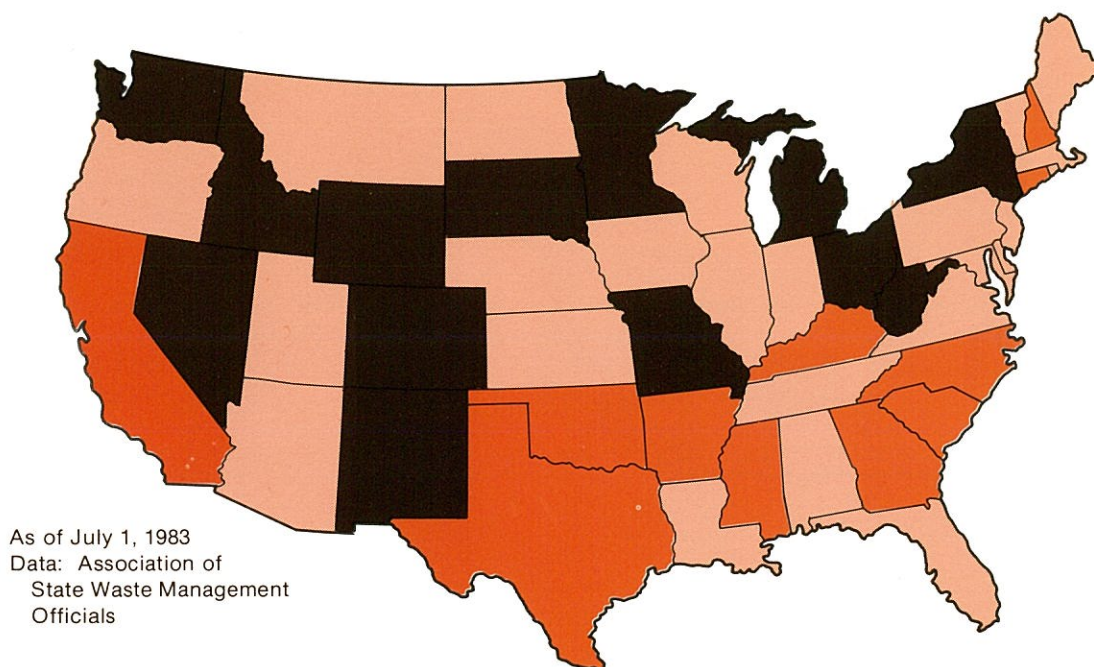 As of July 1, 1983
Data: Association of
State Waste Management
Officials